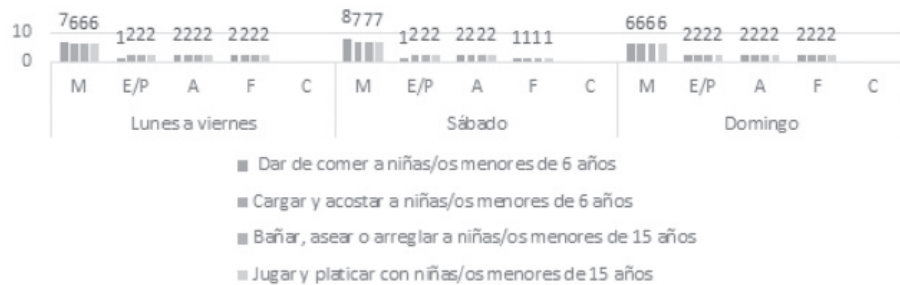 7666 1222 2222 2222 8777 1222 2222 1111 6666 2222 2222 2222
10
0
M E/P A F C M E/P A F C M E/P A F C
Lunes a viernes Sábado Domingo
Dar de comer a niñas/os menores de 6 años
Cargar y acostar a niñas/os menores de 6 años
Bañar, asear o arreglar a niñas/os menores de 15 años
Jugar y platicar con niñas/os menores de 15 años